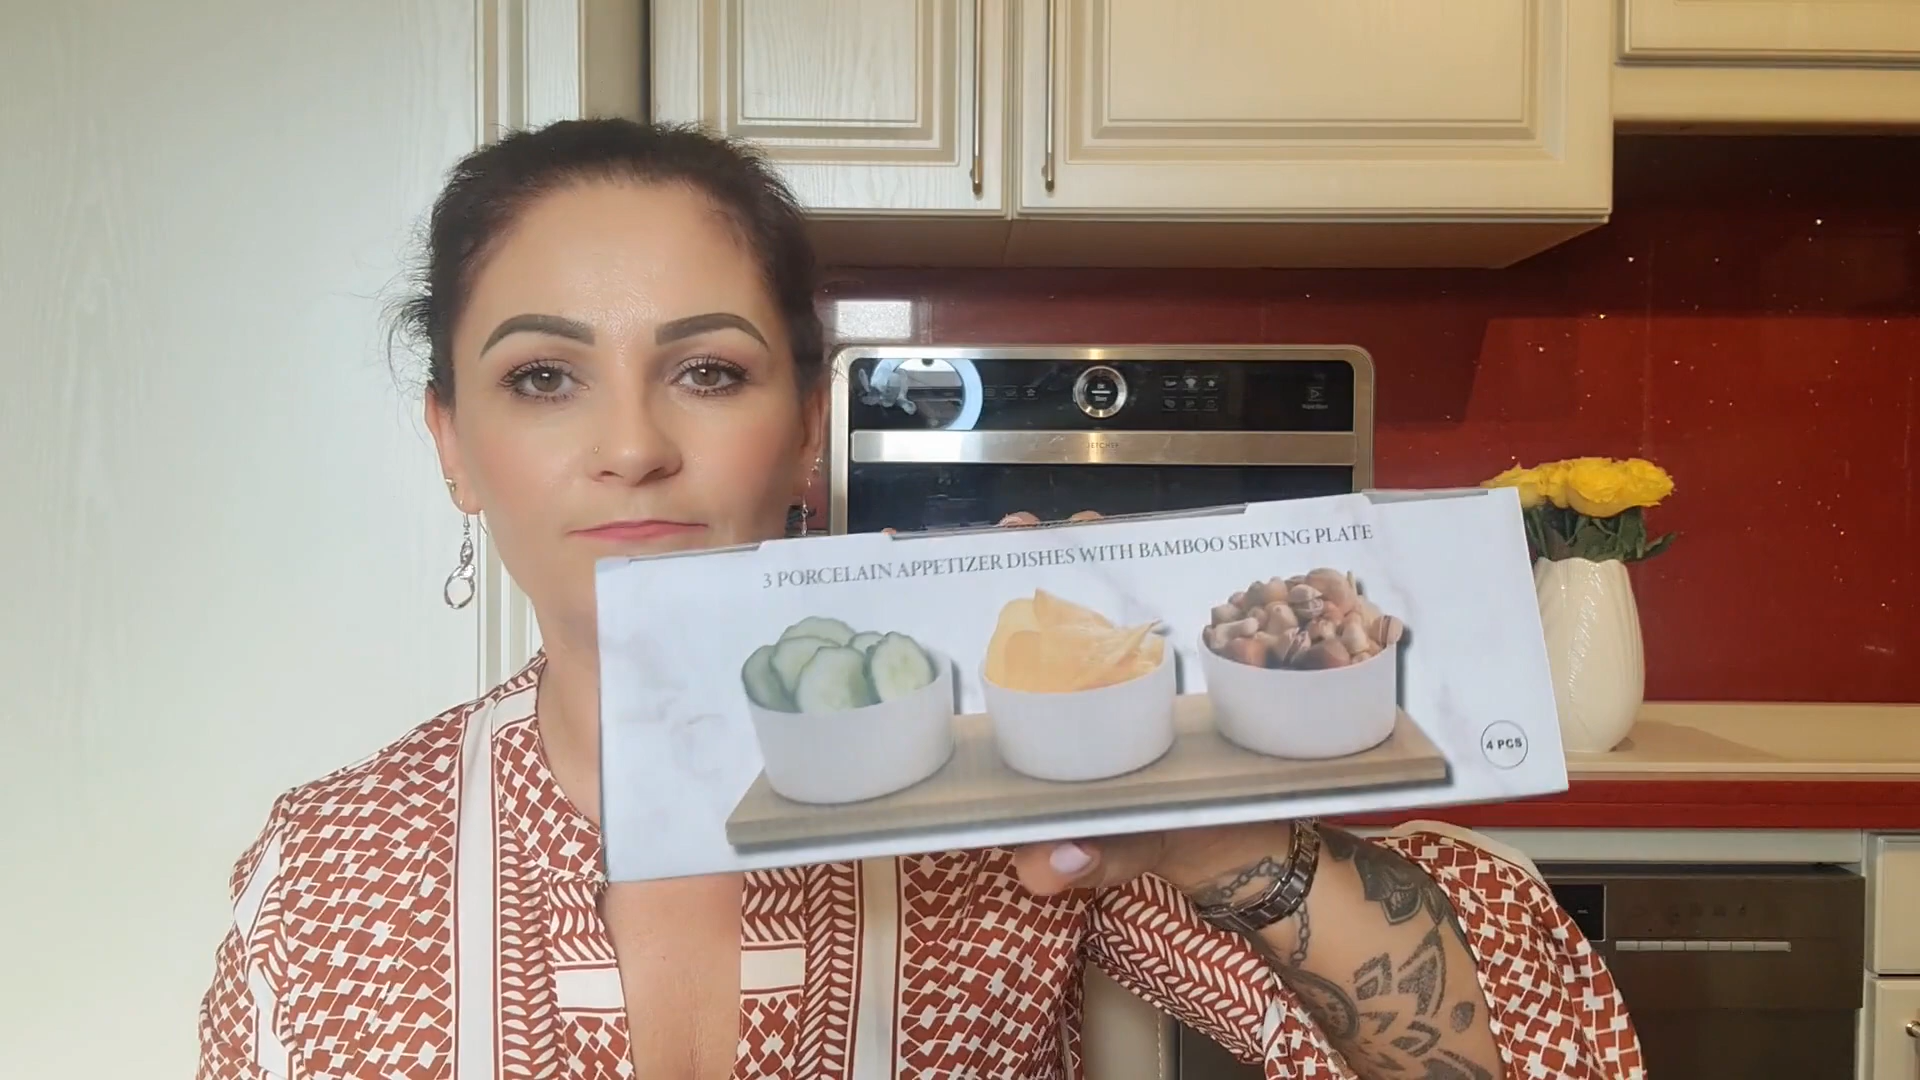 3 PORCELAIN APPETIZER DISHES WITH BAMBOO SERVING PLATE
4 PCS